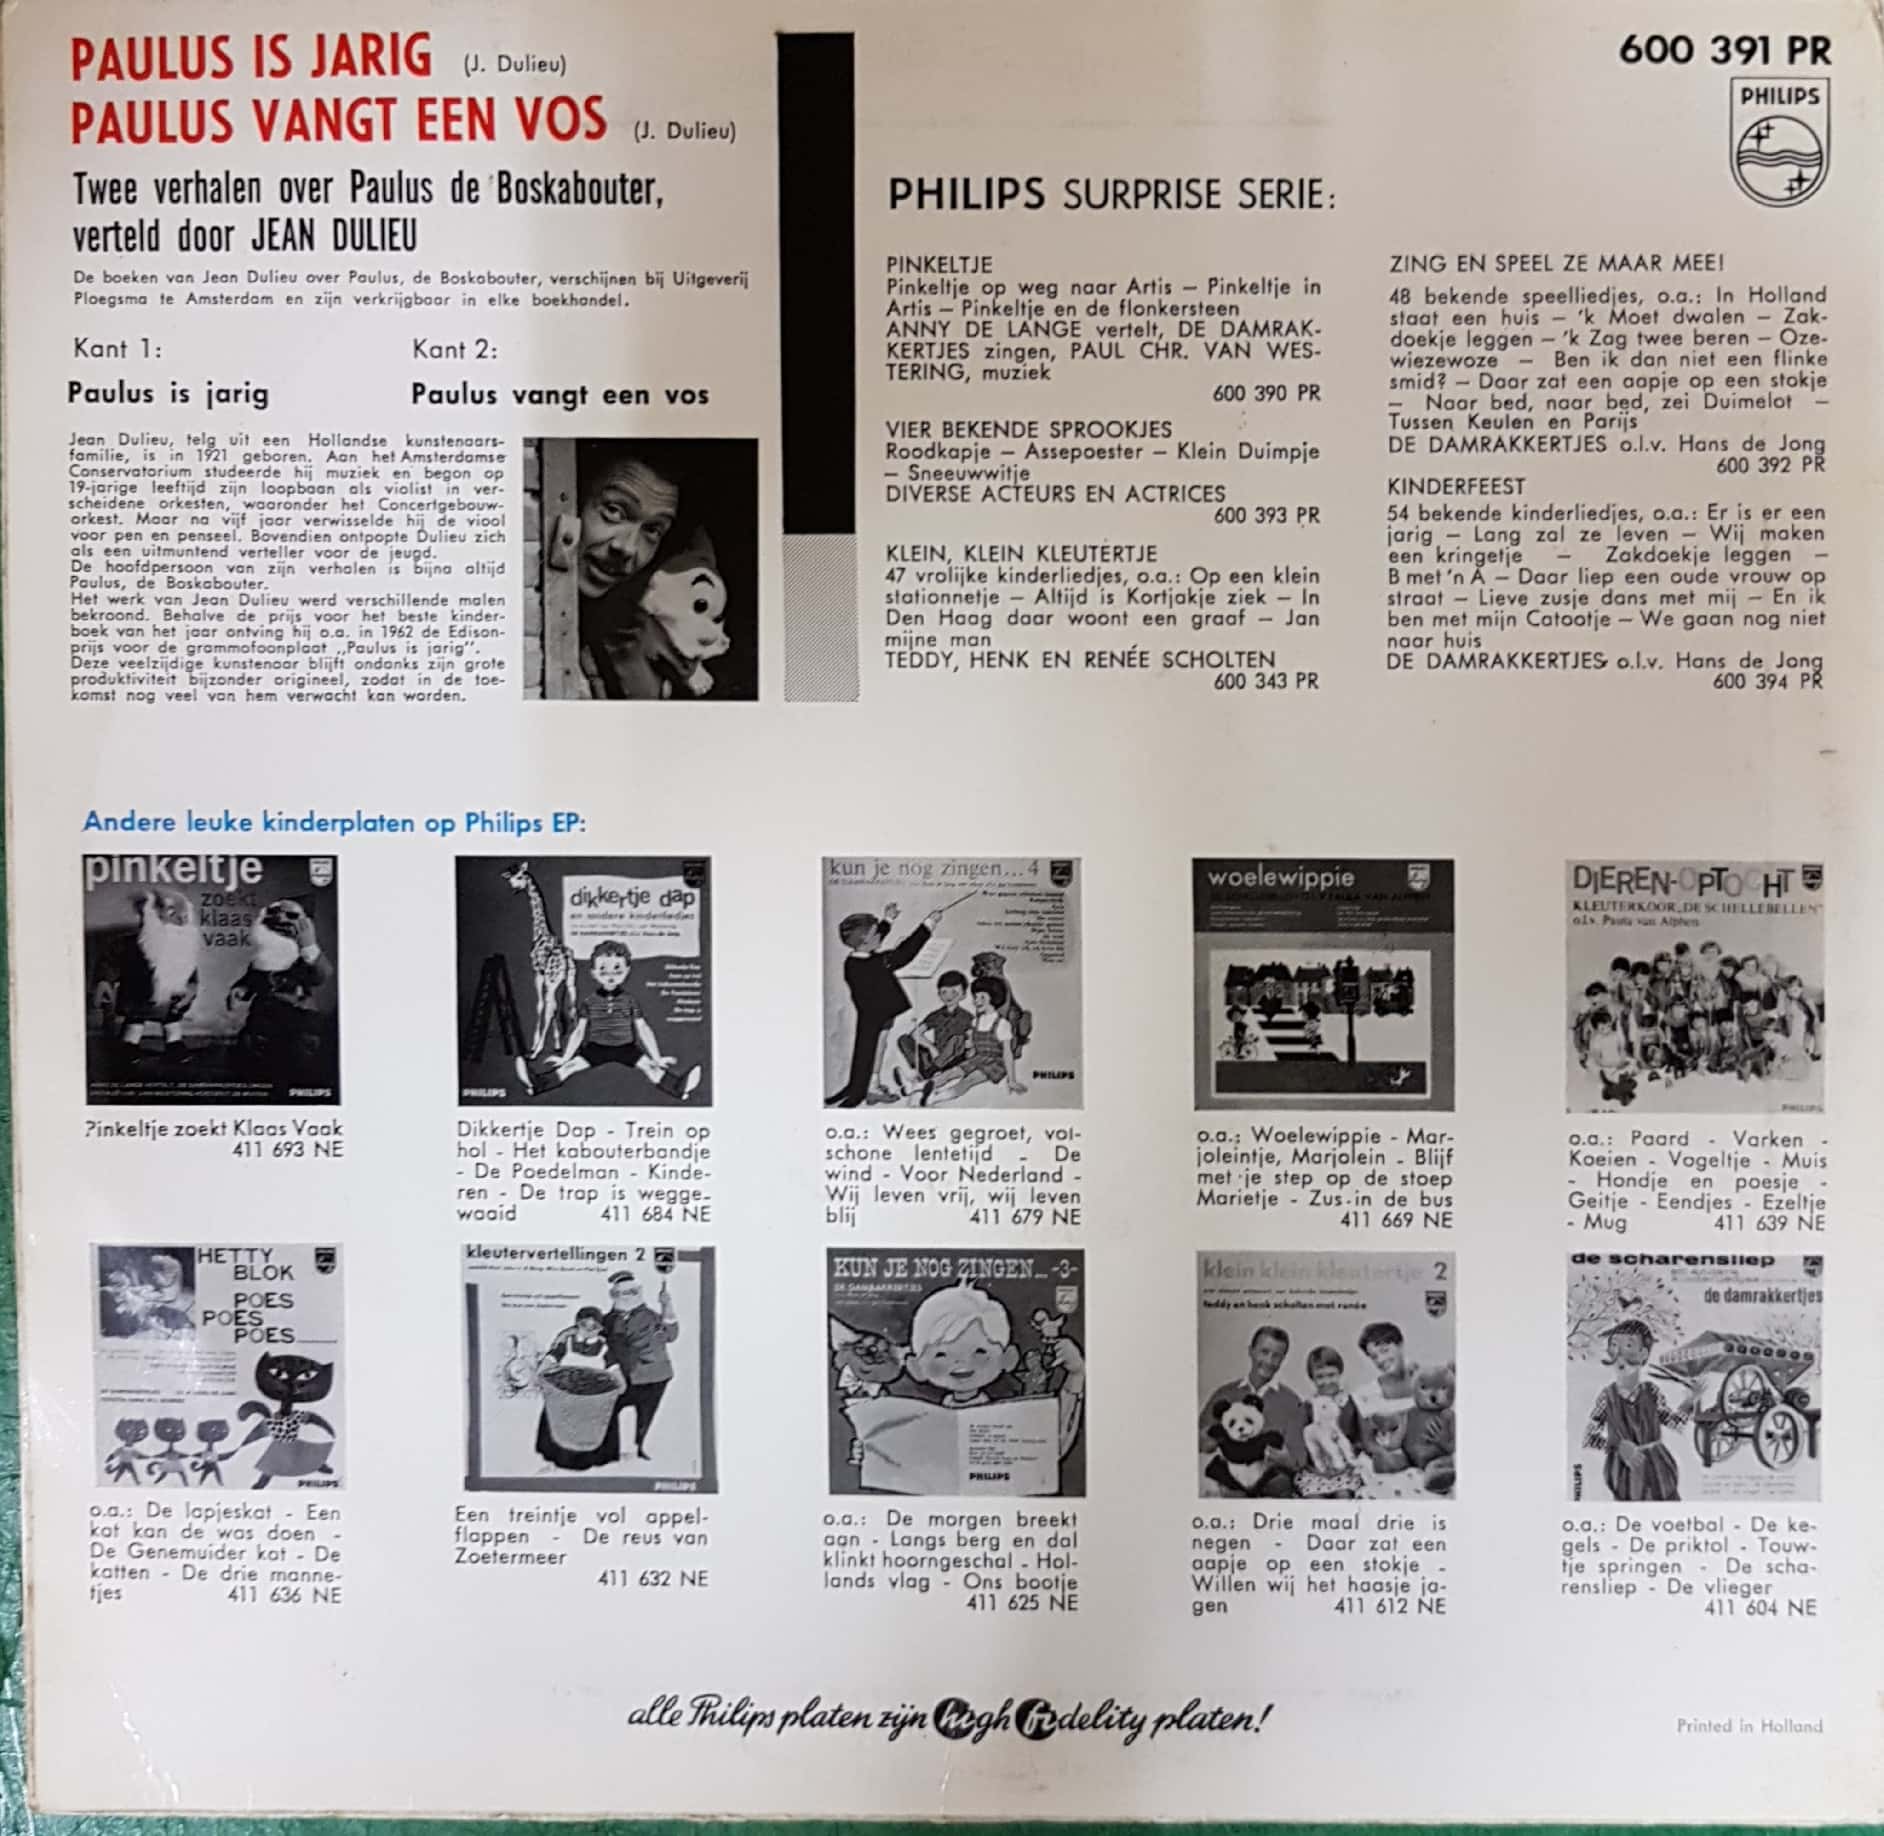 PAULUS IS JARIG (J. Dulieu)
PAULUS VANGT EEN VOS (J. Dulieu)
Twee verhalen over Paulus de Boskabouter,
verteld door JEAN DULIEU
De boeken van Jean Dulieu over Paulus, de Boskabouter, verschijnen bij Uitgeverij
Ploegsma te Amsterdam en zijn verkrijgbaar in elke boekhandel.
Kant 1:
Paulus is jarig
Kant 2:
Paulus vangt een vos
Jean Dulieu, telg uit een Hollandse kunstenaars-
familie, is in 1921 geboren. Aan het Amsterdamse
Conservatorium studeerde hij muziek en begon op
19-jarige leeftijd zijn loopbaan als violist in ver-
scheidene orkesten, waaronder het Concertgebouw-
orkest. Maar na vijf jaar verwisselde hij de viool
voor pen en penseel. Bovendien ontpopte Dulieu zich
als een uitmuntend verteller voor de jeugd.
De hoofdpersoon van zijn verhalen is bijna altijd
Paulus, de Boskabouter.
Het werk van Jean Dulieu werd verschillende malen
bekroond. Behalve de prijs voor het beste kinder-
boek van het jaar ontving hij o.a. in 1962 de Edison-
prijs voor de grammofoonplaat „Paulus is jarig”.
Deze veelzijdige kunstenaar blijft ondanks zijn grote
produktiviteit bijzonder origineel, zodat in de toe-
komst nog veel van hem verwacht kan worden.
600 391 PR
PHILIPS
PHILIPS SURPRISE SERIE:
PINKELTJE
Pinkeltje op weg naar Artis – Pinkeltje in
Artis – Pinkeltje en de flonkersteen
ANNY DE LANGE vertelt, DE DAMRAK-
KERTJES zingen, PAUL CHR. VAN WES-
TERING, muziek
600 390 PR
VIER BEKENDE SPROOKJES
Roodkapje – Assepoester – Klein Duimpje
– Sneeuwwitje
DIVERSE ACTEURS EN ACTRICES
600 393 PR
KLEIN, KLEIN KLEUTERTJE
47 vrolijke kinderliedjes, o.a.: Op een klein
stationnetje – Altijd is Kortjakje ziek – In
Den Haag daar woont een graaf – Jan
mijne man
TEDDY, HENK EN RENÉE SCHOLTEN
600 343 PR
ZING EN SPEEL ZE MAAR MEE!
48 bekende speelliedjes, o.a.: In Holland
staat een huis – 'k Moet dwalen – Zak-
doekje leggen – 'k Zag twee beren – Oze-
wiezewoze – Ben ik dan niet een flinke
smid? – Daar zat een aapje op een stokje
– Naar bed, naar bed, zei Duimelot –
Tussen Keulen en Parijs
DE DAMRAKKERTJES o.l.v. Hans de Jong
600 392 PR
KINDERFEEST
54 bekende kinderliedjes, o.a.: Er is er een
jarig – Lang zal ze leven – Wij maken
een kringetje – Zakdoekje leggen –
B met 'n A – Daar liep een oude vrouw op
straat – Lieve zusje dans met mij – En ik
ben met mijn Catootje – We gaan nog niet
naar huis
DE DAMRAKKERTJES o.l.v. Hans de Jong
600 394 PR
Andere leuke kinderplaten op Philips EP:
pinkeltje
zoekt
klaas
vaak
PHILIPS
Pinkeltje zoekt Klaas Vaak
411 693 NE
dikkertje dap
en andere kinderliedjes
PHILIPS
Dikkertje Dap - Trein op
hol - Het kabouterbandje
- De Poedelman - Kinde-
ren - De trap is wegge-
waaid 411 684 NE
kun je nog zingen...4
PHILIPS
o.a.: Wees gegroet, vol-
schone lentetijd - De
wind - Voor Nederland -
Wij leven vrij, wij leven
blij 411 679 NE
woelewippie
o.a.: Woelewippie - Mar-
joleintje, Marjolein - Blijf
met je step op de stoep
Marietje - Zus in de bus
411 669 NE
DIEREN-OPTOCHT
KLEUTERKOOR „DE SCHELLEBELLEN”
o.l.v. Paula van Alphen
PHILIPS
o.a.: Paard - Varken -
Koeien - Vogeltje - Muis
- Hondje en poesje -
Geitje - Eendjes - Ezeltje
- Mug 411 639 NE
HETTY
BLOK
POES
POES
POES
PHILIPS
o.a.: De lapjeskat - Een
kat kan de was doen -
De Genemuider kat - De
katten - De drie manne-
tjes 411 636 NE
kleutervertellingen 2
PHILIPS
Een treintje vol appel-
flappen - De reus van
Zoetermeer
411 632 NE
KUN JE NOG ZINGEN...-3-
DE DAMRAKKERTJES
PHILIPS
o.a.: De morgen breekt
aan - Langs berg en dal
klinkt hoorngeschal - Hol-
lands vlag - Ons bootje
411 625 NE
klein klein kleutertje 2
teddy en henk scholten met renée
o.a.: Drie maal drie is
negen - Daar zat een
aapje op een stokje -
Willen wij het haasje ja-
gen 411 612 NE
de scharensliep
de damrakkertjes
PHILIPS
o.a.: De voetbal - De ke-
gels - De priktol - Touw-
tje springen - De scha-
rensliep - De vlieger
411 604 NE
alle Philips platen zijn high fidelity platen!
Printed in Holland